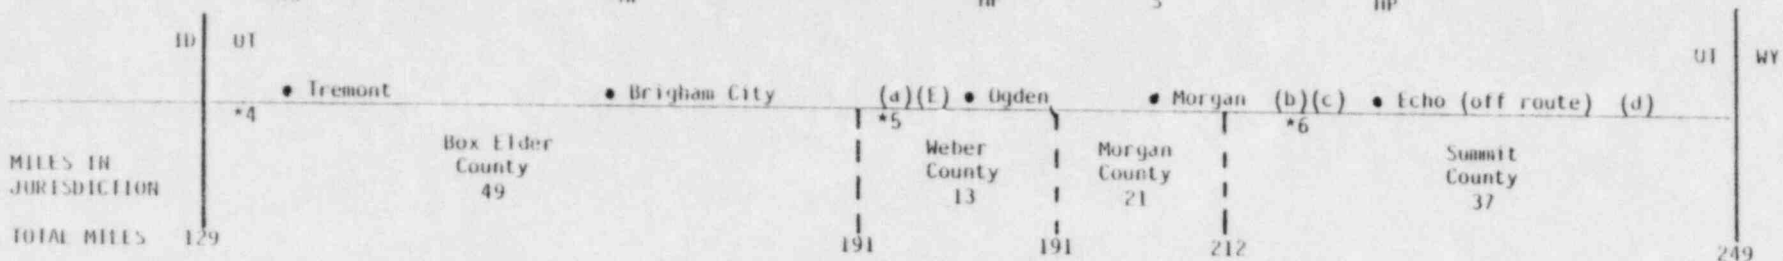 S HP
ID UT UT WY
• Tremont • Brigham City (a)(E) • Ogden • Morgan (b)(c) • Echo (off route) (d)
*4 *5 *6
Box Elder County 49
Weber County 13
Morgan County 21
Summit County 37
MILES IN JURISDICTION
TOTAL MILES 129 191 191 212 249